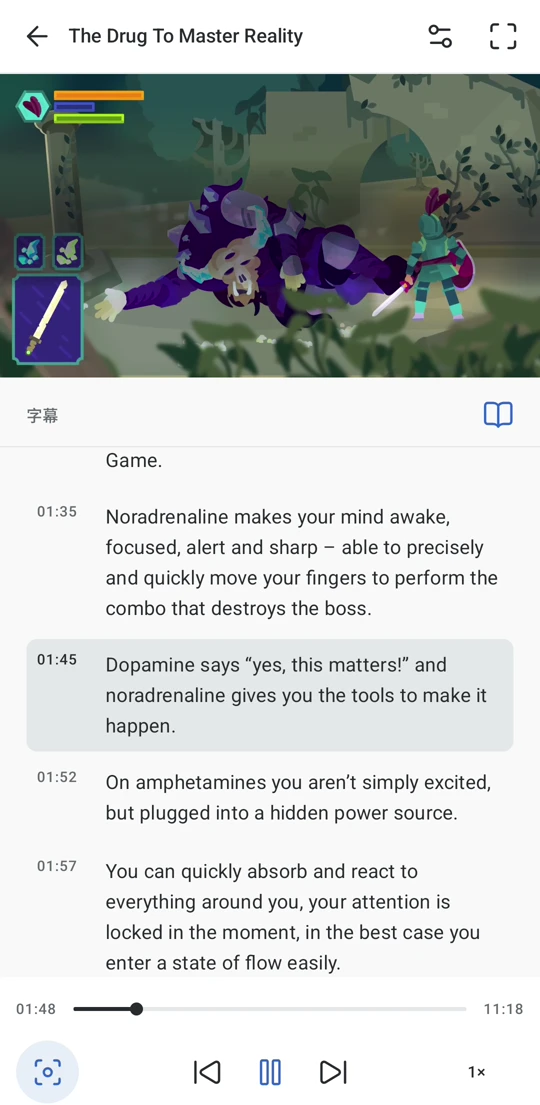 The Drug To Master Reality
字幕
Game.
01:35
Noradrenaline makes your mind awake,
focused, alert and sharp – able to precisely
and quickly move your fingers to perform the
combo that destroys the boss.
01:45
Dopamine says “yes, this matters!” and
noradrenaline gives you the tools to make it
happen.
01:52
On amphetamines you aren’t simply excited,
but plugged into a hidden power source.
01:57
You can quickly absorb and react to
everything around you, your attention is
locked in the moment, in the best case you
enter a state of flow easily.
01:48
11:18
1×